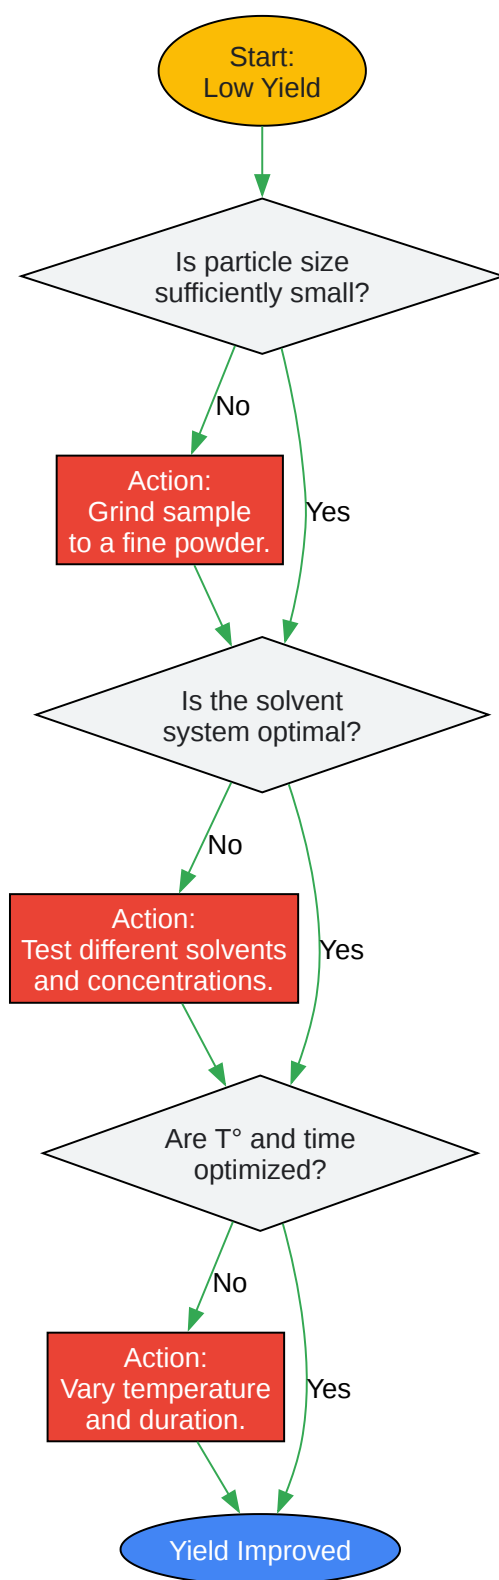 Start:
Low Yield
Is particle size
sufficiently small?
No
Action:
Grind sample
to a fine powder.
Yes
Is the solvent
system optimal?
No
Action:
Test different solvents
and concentrations.
Yes
Are T° and time
optimized?
No
Action:
Vary temperature
and duration.
Yes
Yield Improved